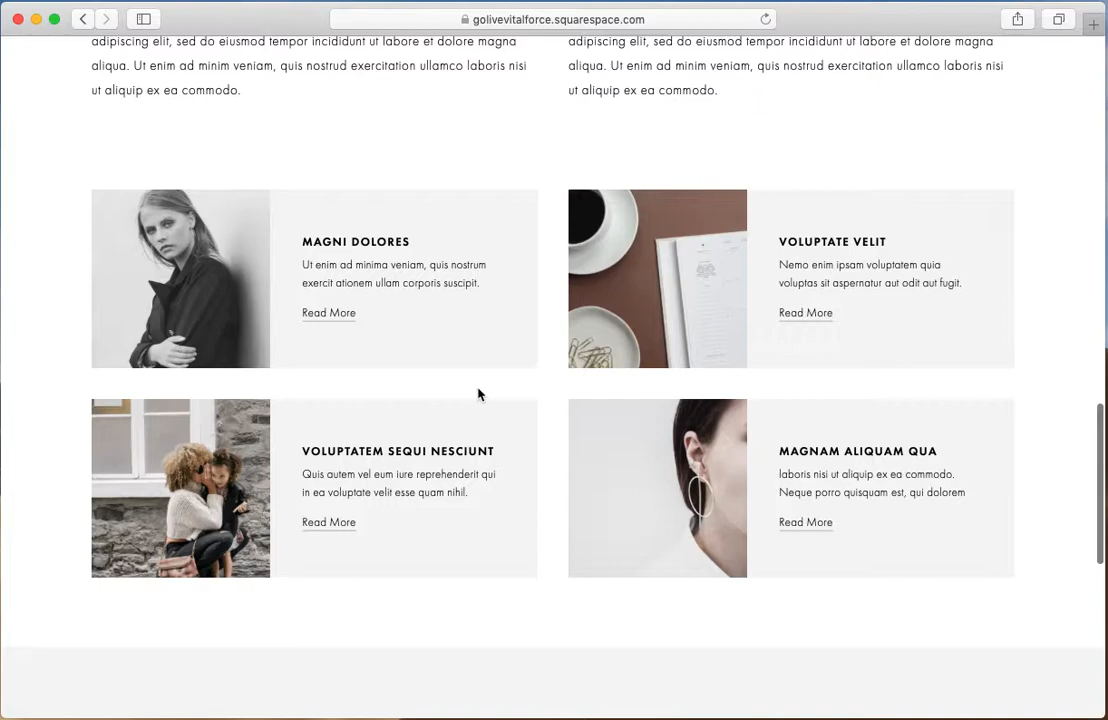 golivevitalforce.squarespace.com
adipiscing elit, sed do eiusmod tempor incididunt ut labore et dolore magna
aliqua. Ut enim ad minim veniam, quis nostrud exercitation ullamco laboris nisi
ut aliquip ex ea commodo.
adipiscing elit, sed do eiusmod tempor incididunt ut labore et dolore magna
aliqua. Ut enim ad minim veniam, quis nostrud exercitation ullamco laboris nisi
ut aliquip ex ea commodo.
MAGNI DOLORES
Ut enim ad minima veniam, quis nostrum
exercit ationem ullam corporis suscipit.
Read More
VOLUPTATE VELIT
Nemo enim ipsam voluptatem quia
voluptas sit aspernatur aut odit aut fugit.
Read More
VOLUPTATEM SEQUI NESCIUNT
Quis autem vel eum iure reprehenderit qui
in ea voluptate velit esse quam nihil.
Read More
MAGNAM ALIQUAM QUA
laboris nisi ut aliquip ex ea commodo.
Neque porro quisquam est, qui dolorem
Read More